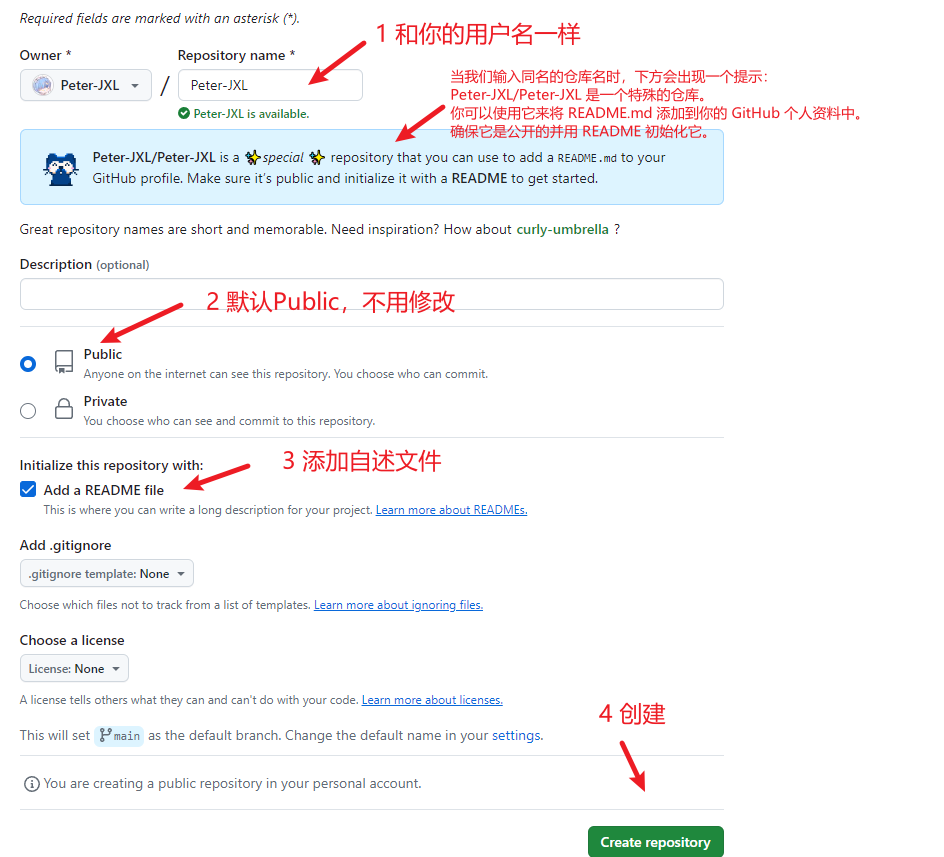 Required fields are marked with an asterisk (*).
1 和你的用户名一样
Owner *
Repository name *
Peter-JXL
/
Peter-JXL
Peter-JXL is available.
当我们输入同名的仓库名时，下方会出现一个提示：
Peter-JXL/Peter-JXL 是一个特殊的仓库。
你可以使用它来将 README.md 添加到你的 GitHub 个人资料中。
确保它是公开的并用 README 初始化它。
Peter-JXL/Peter-JXL is a ✨special ✨ repository that you can use to add a README.md to your
GitHub profile. Make sure it's public and initialize it with a README to get started.
Great repository names are short and memorable. Need inspiration? How about curly-umbrella ?
Description (optional)
2 默认Public，不用修改
Public
Anyone on the internet can see this repository. You choose who can commit.
Private
You choose who can see and commit to this repository.
Initialize this repository with:
3 添加自述文件
Add a README file
This is where you can write a long description for your project. Learn more about READMEs.
Add .gitignore
.gitignore template: None
Choose which files not to track from a list of templates. Learn more about ignoring files.
Choose a license
License: None
A license tells others what they can and can't do with your code. Learn more about licenses.
4 创建
This will set main as the default branch. Change the default name in your settings.
You are creating a public repository in your personal account.
Create repository